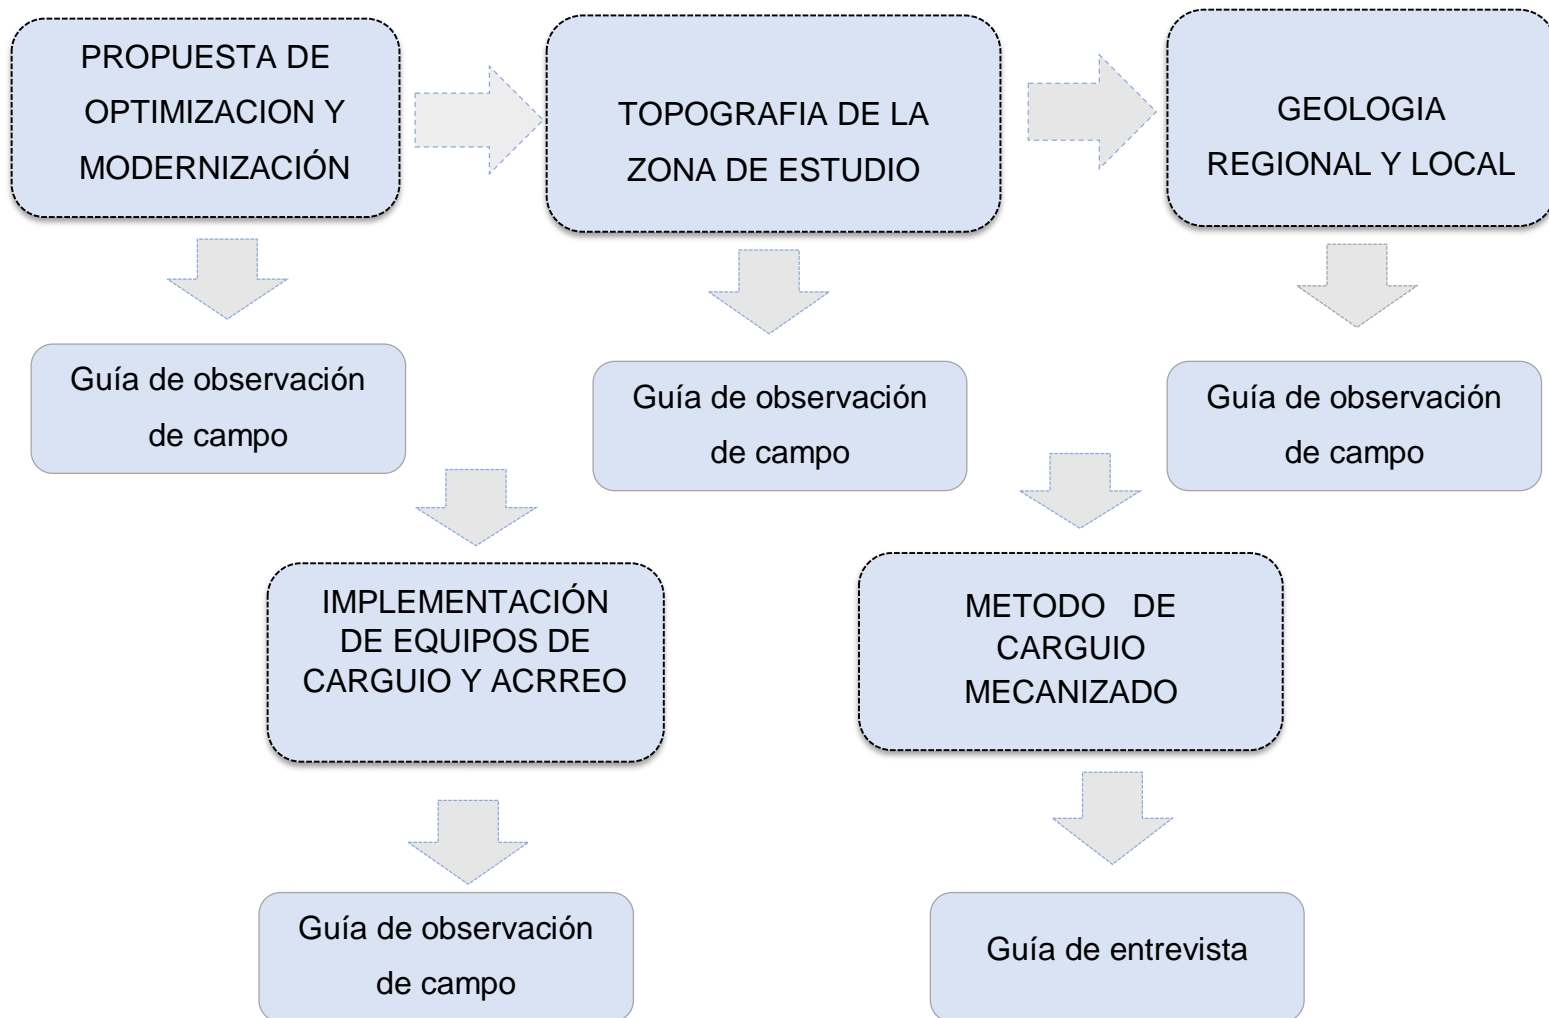 PROPUESTA DE
OPTIMIZACION Y
MODERNIZACIÓN
TOPOGRAFIA DE LA
ZONA DE ESTUDIO
GEOLOGIA
REGIONAL Y LOCAL
Guía de observación
de campo
Guía de observación
de campo
Guía de observación
de campo
IMPLEMENTACIÓN
DE EQUIPOS DE
CARGUIO Y ACRREO
METODO DE
CARGUIO
MECANIZADO
Guía de observación
de campo
Guía de entrevista